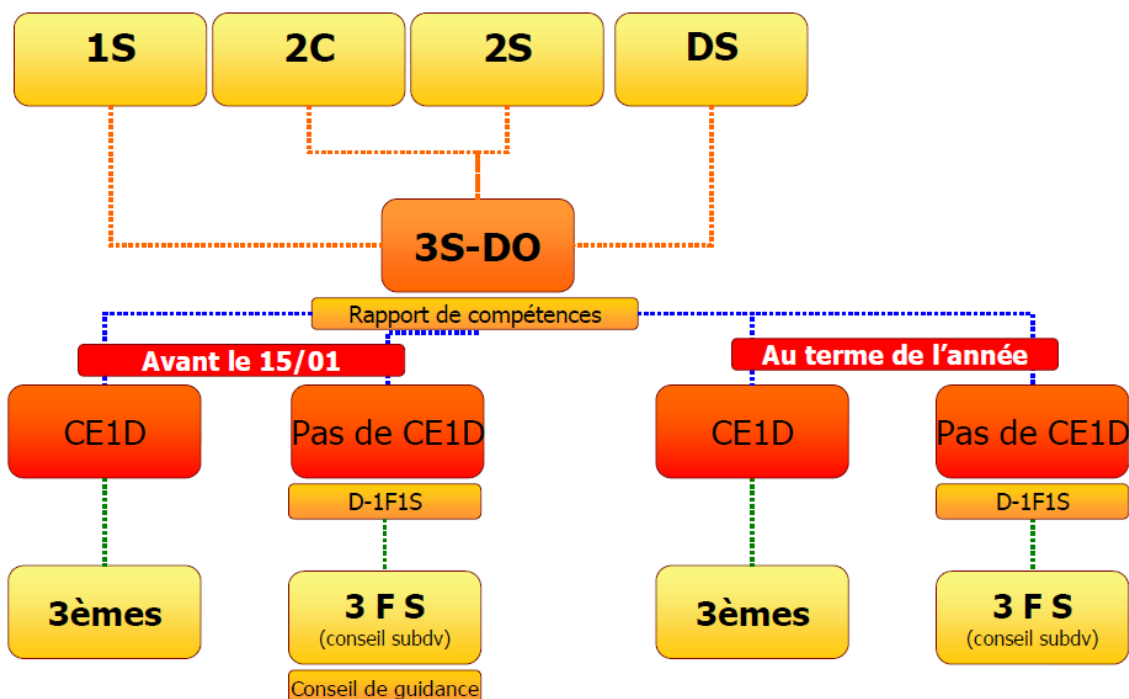 1S
2C
2S
DS
3S-DO
Rapport de compétences
Avant le 15/01
Au terme de l’année
CE1D
Pas de CE1D
CE1D
Pas de CE1D
D-1F1S
D-1F1S
3èmes
3 F S
(conseil subdv)
3èmes
3 F S
(conseil subdv)
Conseil de guidance